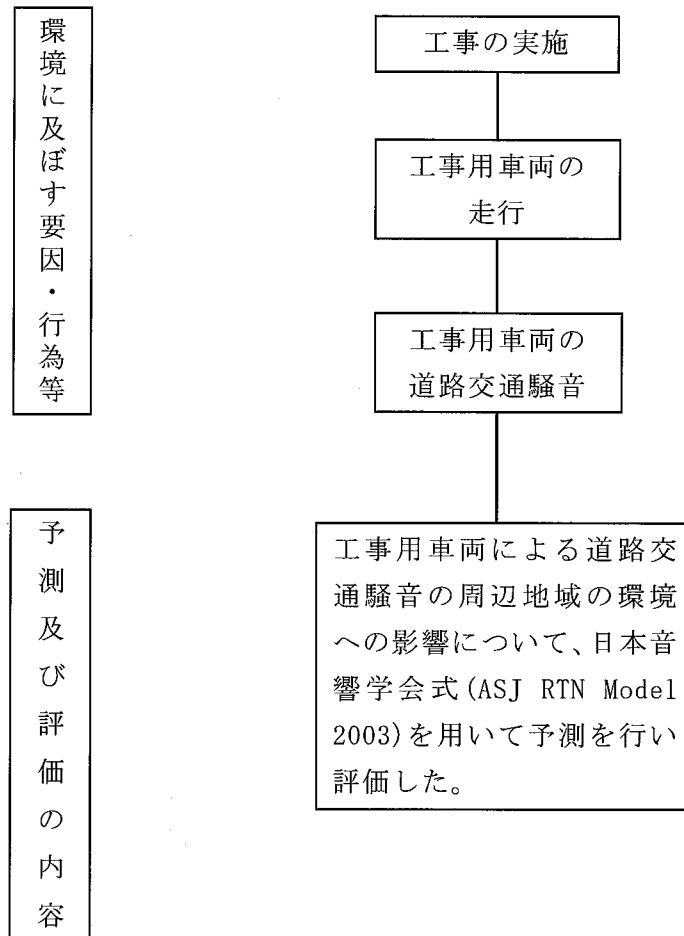 環境に及ぼす要因・行為等
工事の実施
工事用車両の
走行
工事用車両の
道路交通騒音
予測及び評価の内容
工事用車両による道路交
通騒音の周辺地域の環境
への影響について、日本音
響学会式(ASJ RTN Model
2003)を用いて予測を行い
評価した。